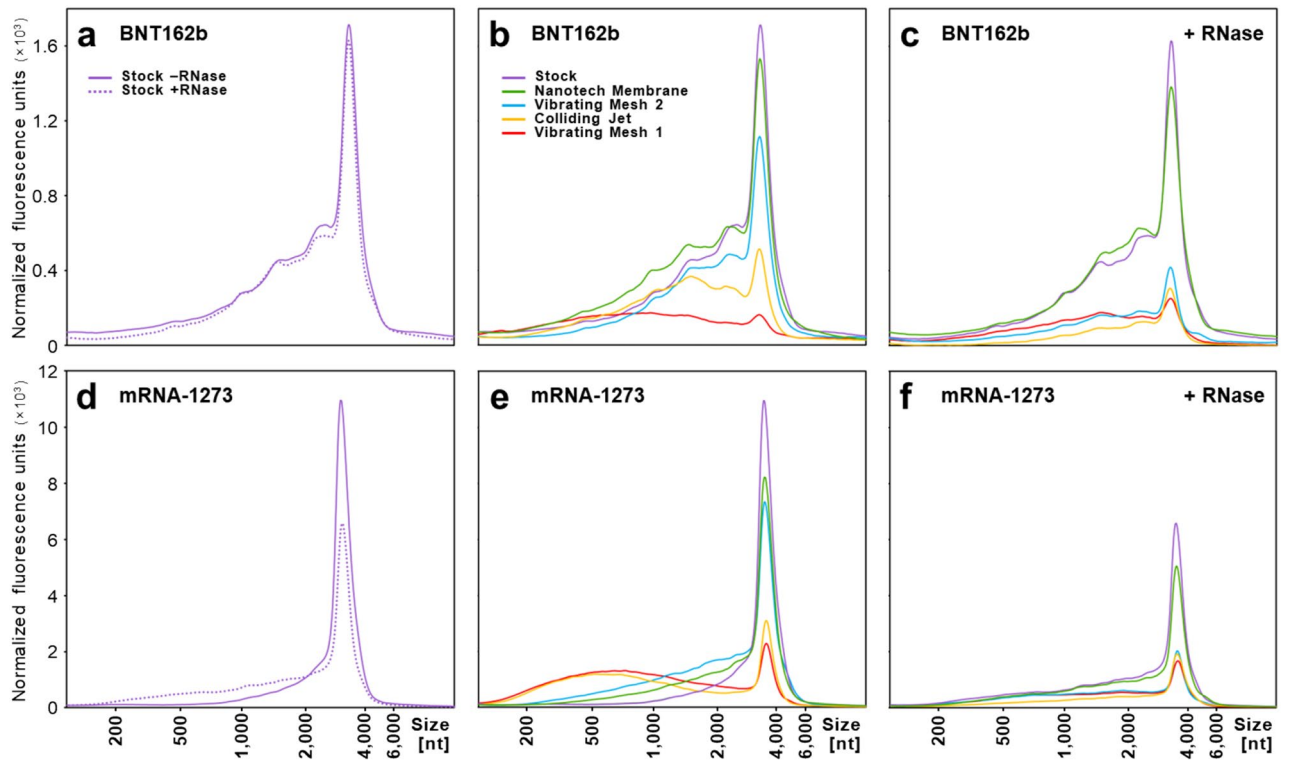 a BNT162b
Stock –RNase
Stock +RNase
Normalized fluorescence units (×10³)
1.6
1.2
0.8
0.4
0
b BNT162b
Stock
Nanotech Membrane
Vibrating Mesh 2
Colliding Jet
Vibrating Mesh 1
c BNT162b + RNase
d mRNA-1273
Normalized fluorescence units (×10³)
12
10
8
6
4
2
0
200 500 1,000 2,000 4,000 6,000 Size
[nt]
e mRNA-1273
200 500 1,000 2,000 4,000 6,000 Size
[nt]
f mRNA-1273 + RNase
200 500 1,000 2,000 4,000 6,000 Size
[nt]